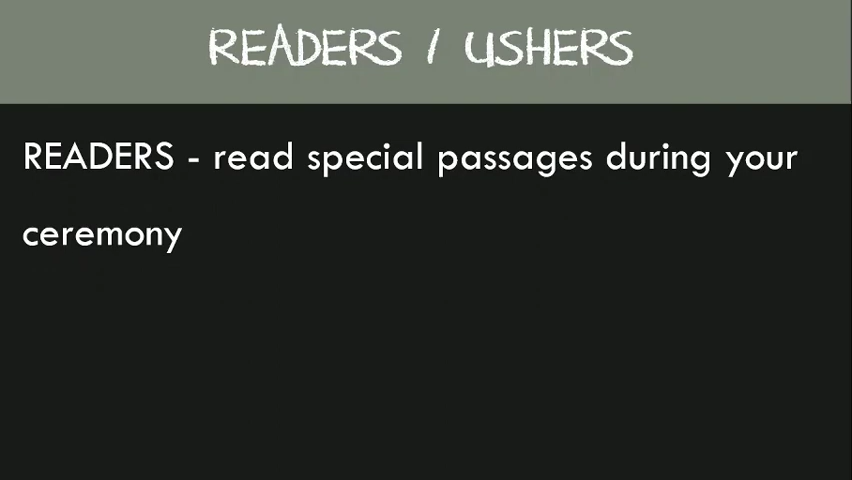 READERS / USHERS
READERS - read special passages during your
ceremony